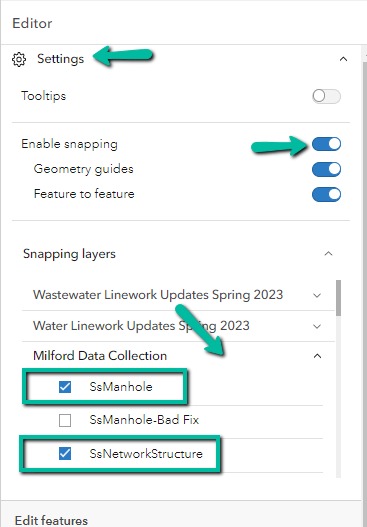 Editor
Settings
Tooltips
Enable snapping
Geometry guides
Feature to feature
Snapping layers
Wastewater Linework Updates Spring 2023
Water Linework Updates Spring 2023
Milford Data Collection
SsManhole
SsManhole-Bad Fix
SsNetworkStructure
Edit features